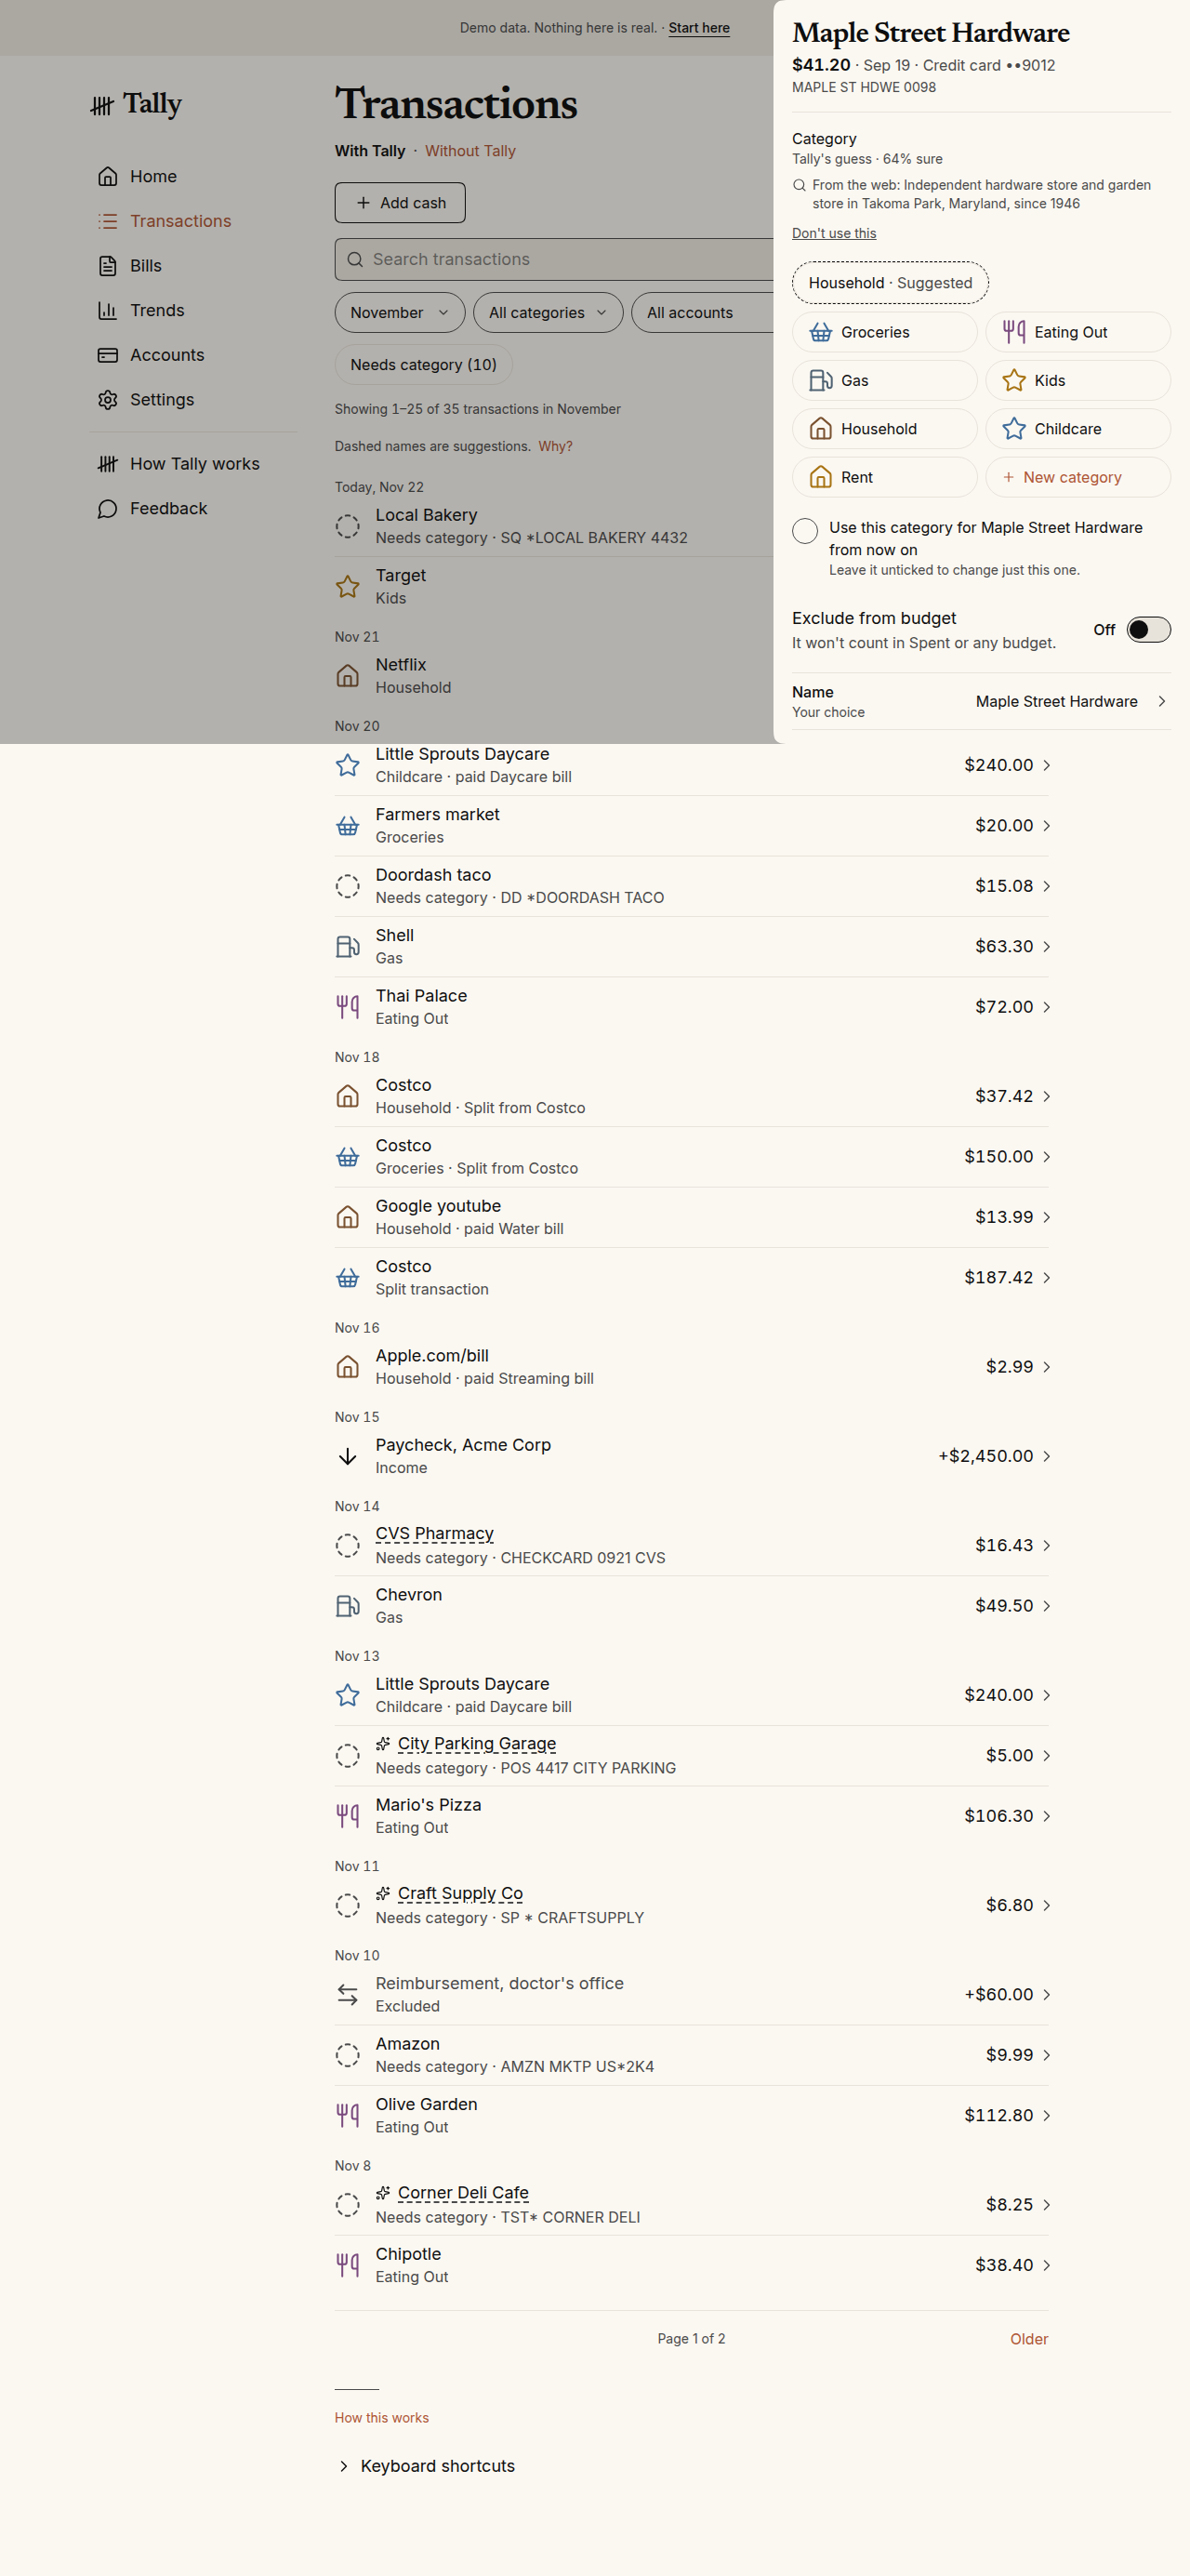 Demo data. Nothing here is real. · Start here
Tally
Home
Transactions
Bills
Trends
Accounts
Settings
How Tally works
Feedback
Transactions
With Tally · Without Tally
+ Add cash
Search transactions
November
All categories
All accounts
Needs category (10)
Showing 1–25 of 35 transactions in November
Dashed names are suggestions. Why?
Today, Nov 22
Local Bakery
Needs category · SQ *LOCAL BAKERY 4432
Target
Kids
Nov 21
Netflix
Household
Nov 20
Little Sprouts Daycare
Childcare · paid Daycare bill
$240.00
Farmers market
Groceries
$20.00
Doordash taco
Needs category · DD *DOORDASH TACO
$15.08
Shell
Gas
$63.30
Thai Palace
Eating Out
$72.00
Nov 18
Costco
Household · Split from Costco
$37.42
Costco
Groceries · Split from Costco
$150.00
Google youtube
Household · paid Water bill
$13.99
Costco
Split transaction
$187.42
Nov 16
Apple.com/bill
Household · paid Streaming bill
$2.99
Nov 15
Paycheck, Acme Corp
Income
+$2,450.00
Nov 14
CVS Pharmacy
Needs category · CHECKCARD 0921 CVS
$16.43
Chevron
Gas
$49.50
Nov 13
Little Sprouts Daycare
Childcare · paid Daycare bill
$240.00
City Parking Garage
Needs category · POS 4417 CITY PARKING
$5.00
Mario's Pizza
Eating Out
$106.30
Nov 11
Craft Supply Co
Needs category · SP * CRAFTSUPPLY
$6.80
Nov 10
Reimbursement, doctor's office
Excluded
+$60.00
Amazon
Needs category · AMZN MKTP US*2K4
$9.99
Olive Garden
Eating Out
$112.80
Nov 8
Corner Deli Cafe
Needs category · TST* CORNER DELI
$8.25
Chipotle
Eating Out
$38.40
Page 1 of 2
Older
How this works
Keyboard shortcuts
Maple Street Hardware
$41.20 · Sep 19 · Credit card ••9012
MAPLE ST HDWE 0098
Category
Tally's guess · 64% sure
From the web: Independent hardware store and garden
store in Takoma Park, Maryland, since 1946
Don't use this
Household · Suggested
Groceries
Eating Out
Gas
Kids
Household
Childcare
Rent
+ New category
Use this category for Maple Street Hardware
from now on
Leave it unticked to change just this one.
Exclude from budget
It won't count in Spent or any budget.
Off
Name
Your choice
Maple Street Hardware